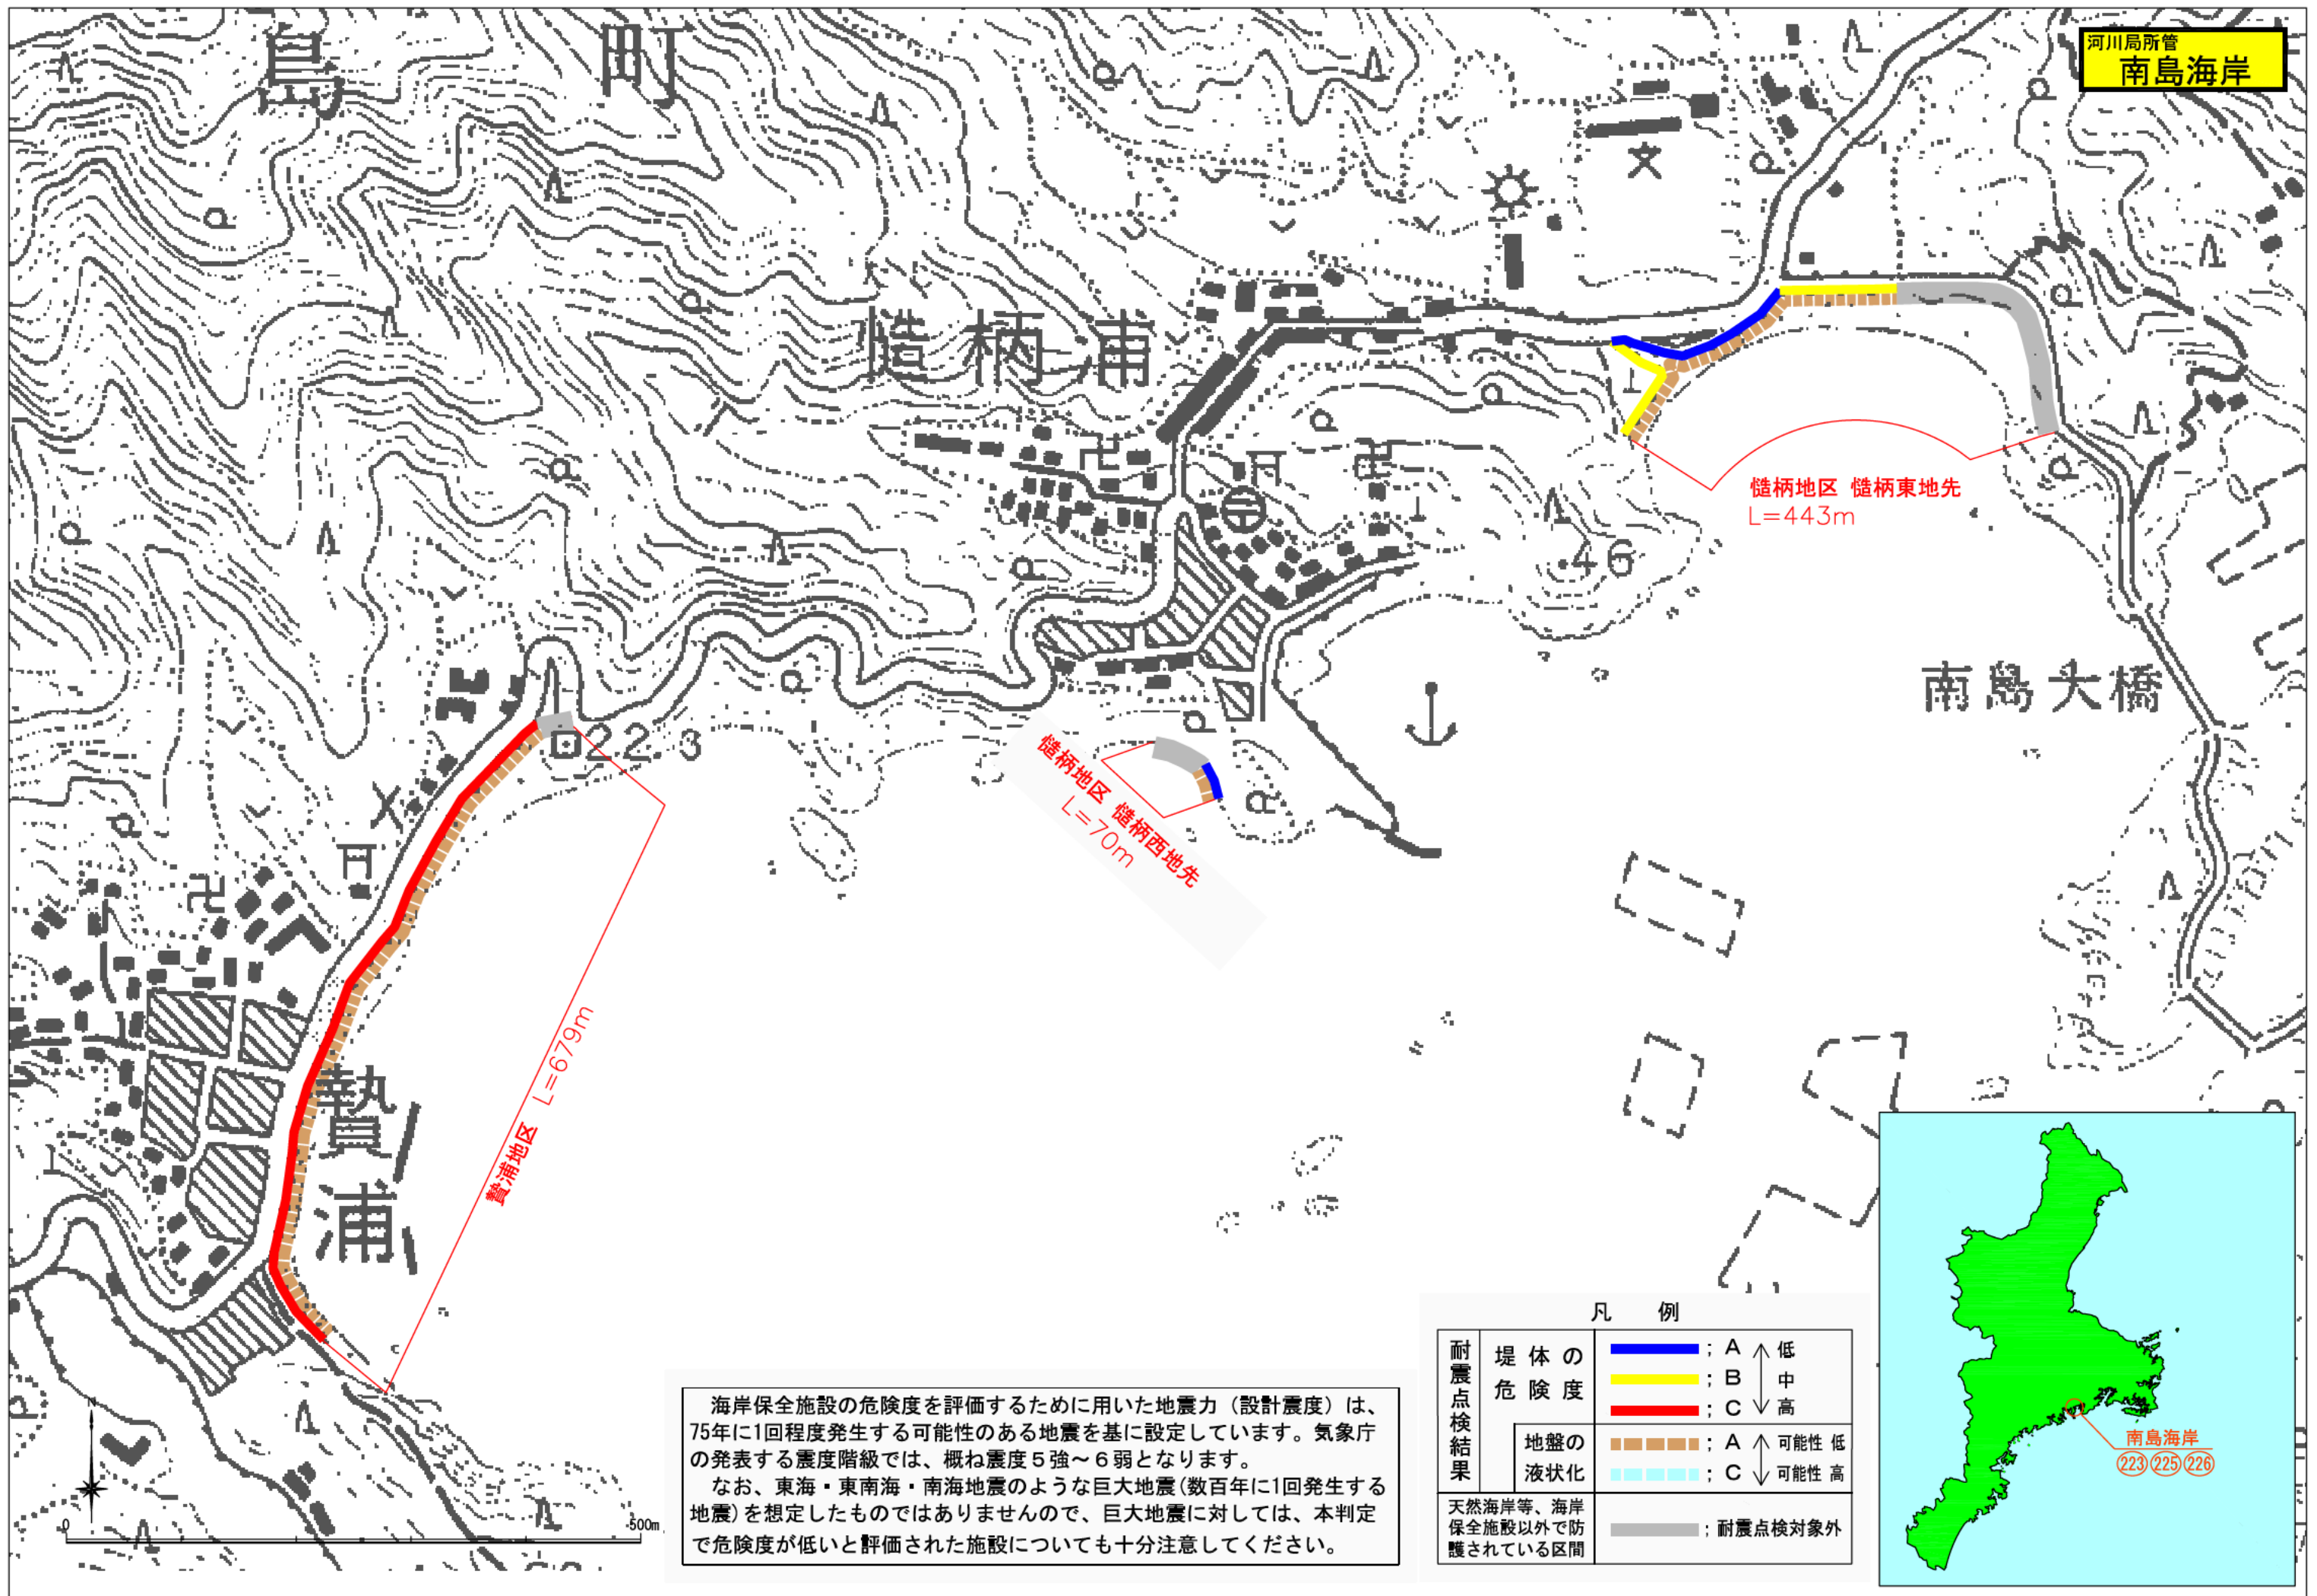 河川局所管
南島海岸
島 町
慥柄浦
慥柄地区 慥柄東地先
L=443m
46
南島大橋
22.3
慥柄地区 慥柄西地先
L=70m
贄浦地区 L=679m
贄浦
N
0
500m
海岸保全施設の危険度を評価するために用いた地震力（設計震度）は、
75年に1回程度発生する可能性のある地震を基に設定しています。気象庁
の発表する震度階級では、概ね震度５強～６弱となります。
なお、東海・東南海・南海地震のような巨大地震(数百年に1回発生する
地震)を想定したものではありませんので、巨大地震に対しては、本判定
で危険度が低いと評価された施設についても十分注意してください。
凡 例
耐震点検結果
堤体の
危険度
; A 低
; B 中
; C 高
地盤の
液状化
; A 可能性 低
; C 可能性 高
天然海岸等、海岸
保全施設以外で防
護されている区間
; 耐震点検対象外
南島海岸
223 225 226